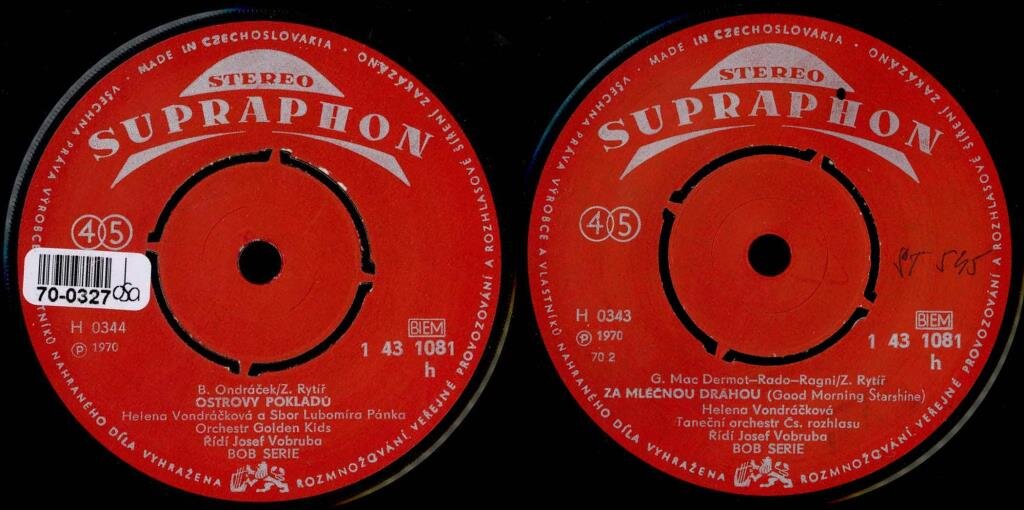 VŠECHNA PRÁVA VÝROBCE A VLASTNÍKŮ NAHRANÉHO DÍLA VYHRAŽENA
MADE IN CZECHOSLOVAKIA · ROZMNOŽOVÁNÍ, VEŘEJNÉ PROVOZOVÁNÍ A ROZHLASOVÉ ŠÍŘENÍ ZAKÁZÁNO
STEREO
SUPRAPHON
45
70-0327 osa
H 0344
BIEM
℗ 1970
1 43 1081
h
B. Ondráček/Z. Rytíř
OSTROVY POKLADŮ
Helena Vondráčková a Sbor Lubomíra Pánka
Orchestr Golden Kids
Řídí Josef Vobruba
BOB SERIE
VŠECHNA PRÁVA VÝROBCE A VLASTNÍKŮ NAHRANÉHO DÍLA VYHRAŽENA
MADE IN CZECHOSLOVAKIA · ROZMNOŽOVÁNÍ, VEŘEJNÉ PROVOZOVÁNÍ A ROZHLASOVÉ ŠÍŘENÍ ZAKÁZÁNO
STEREO
SUPRAPHON
45
ST 545
H 0343
BIEM
℗ 1970
1 43 1081
70 2
h
G. Mac Dermot–Rado–Ragni/Z. Rytíř
ZA MLÉČNOU DRÁHOU (Good Morning Starshine)
Helena Vondráčková
Taneční orchestr Čs. rozhlasu
Řídí Josef Vobruba
BOB SERIE